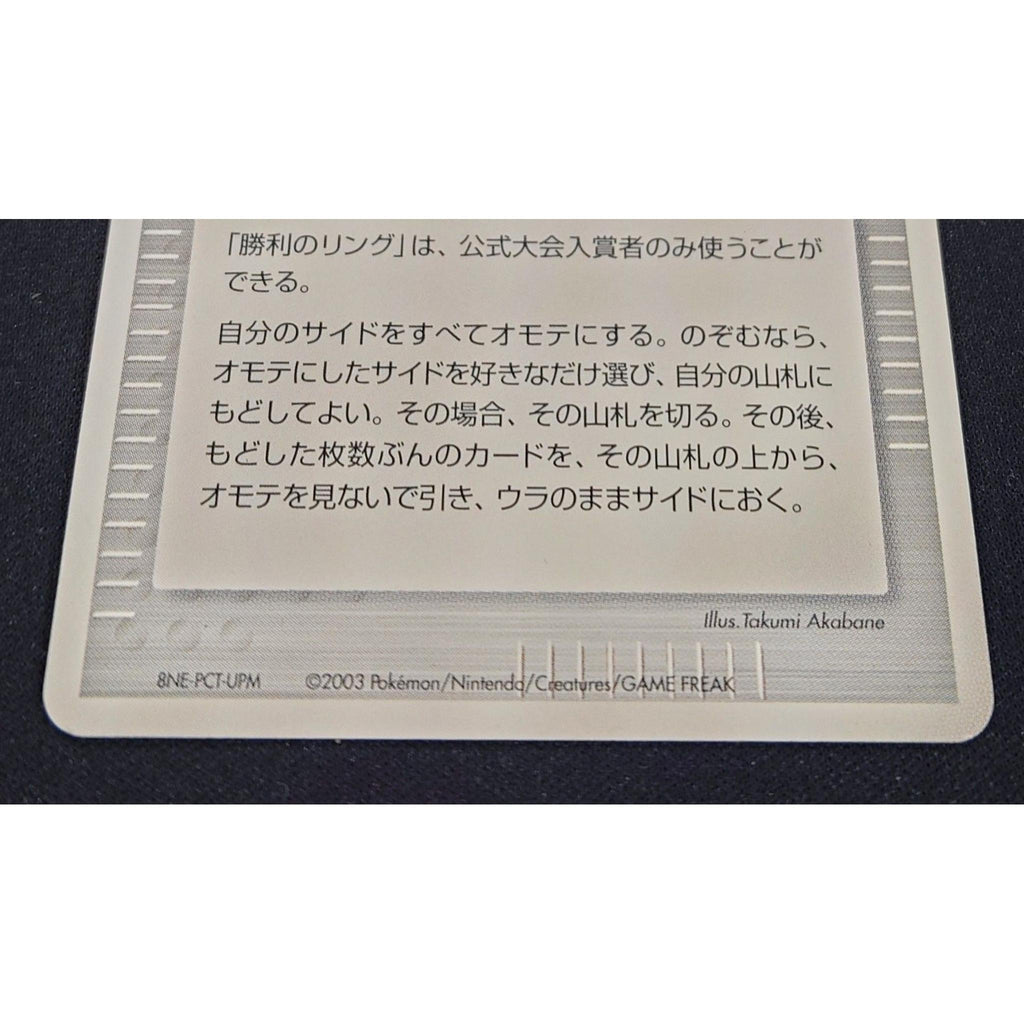 「勝利のリング」は、公式大会入賞者のみ使うことが
できる。
自分のサイドをすべてオモテにする。のぞむなら、
オモテにしたサイドを好きなだけ選び、自分の山札に
もどしてよい。その場合、その山札を切る。その後、
もどした枚数ぶんのカードを、その山札の上から、
オモテを見ないで引き、ウラのままサイドにおく。
Illus. Takumi Akabane
8NE-PCT-UPM ©2003 Pokémon/Nintendo/Creatures/GAME FREAK